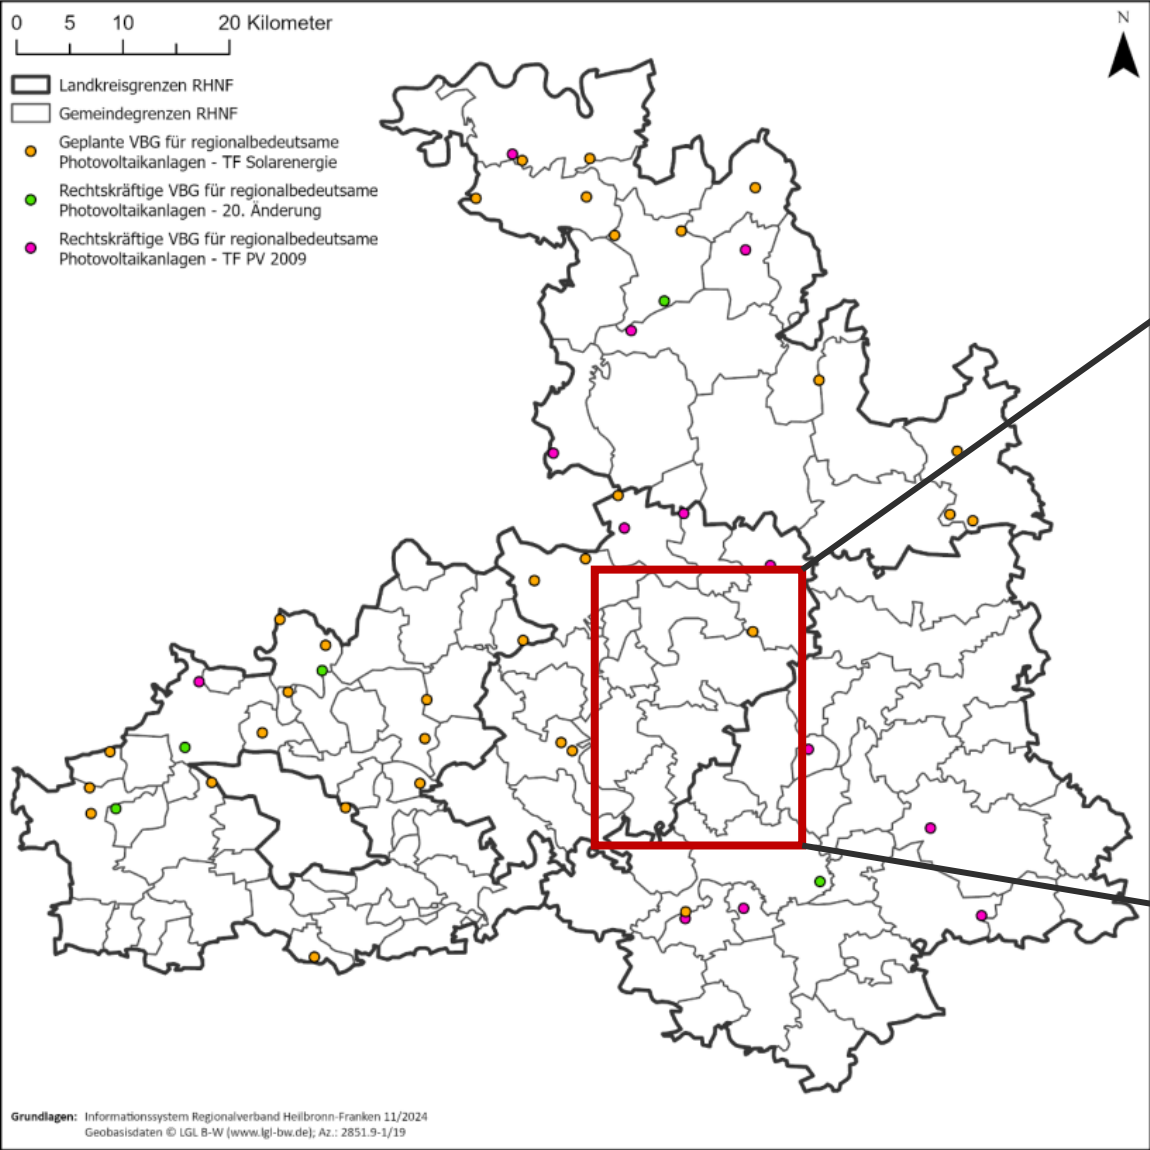 0 5 10 20 Kilometer
N
Landkreisgrenzen RHNF
Gemeindegrenzen RHNF
Geplante VBG für regionalbedeutsame
Photovoltaikanlagen - TF Solarenergie
Rechtskräftige VBG für regionalbedeutsame
Photovoltaikanlagen - 20. Änderung
Rechtskräftige VBG für regionalbedeutsame
Photovoltaikanlagen - TF PV 2009
Grundlagen: Informationssystem Regionalverband Heilbronn-Franken 11/2024
Geobasisdaten © LGL B-W (www.lgl-bw.de); Az.: 2851.9-1/19